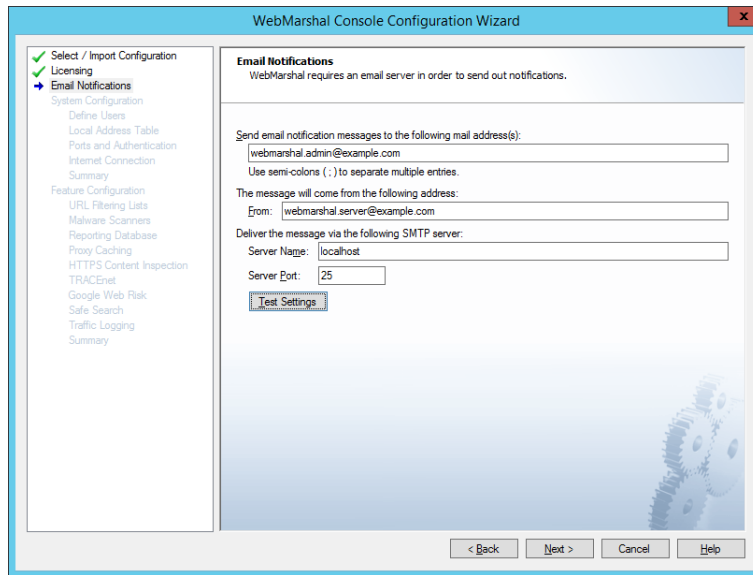 WebMarshal Console Configuration Wizard
x
Select / Import Configuration
Licensing
Email Notifications
System Configuration
Define Users
Local Address Table
Ports and Authentication
Internet Connection
Summary
Feature Configuration
URL Filtering Lists
Malware Scanners
Reporting Database
Proxy Caching
HTTPS Content Inspection
TRACEnet
Google Web Risk
Safe Search
Traffic Logging
Summary
Email Notifications
WebMarshal requires an email server in order to send out notifications.
Send email notification messages to the following mail address(s):
webmarshal.admin@example.com
Use semi-colons ( ; ) to separate multiple entries.
The message will come from the following address:
From: webmarshal.server@example.com
Deliver the message via the following SMTP server:
Server Name: localhost
Server Port: 25
Test Settings
< Back Next > Cancel Help